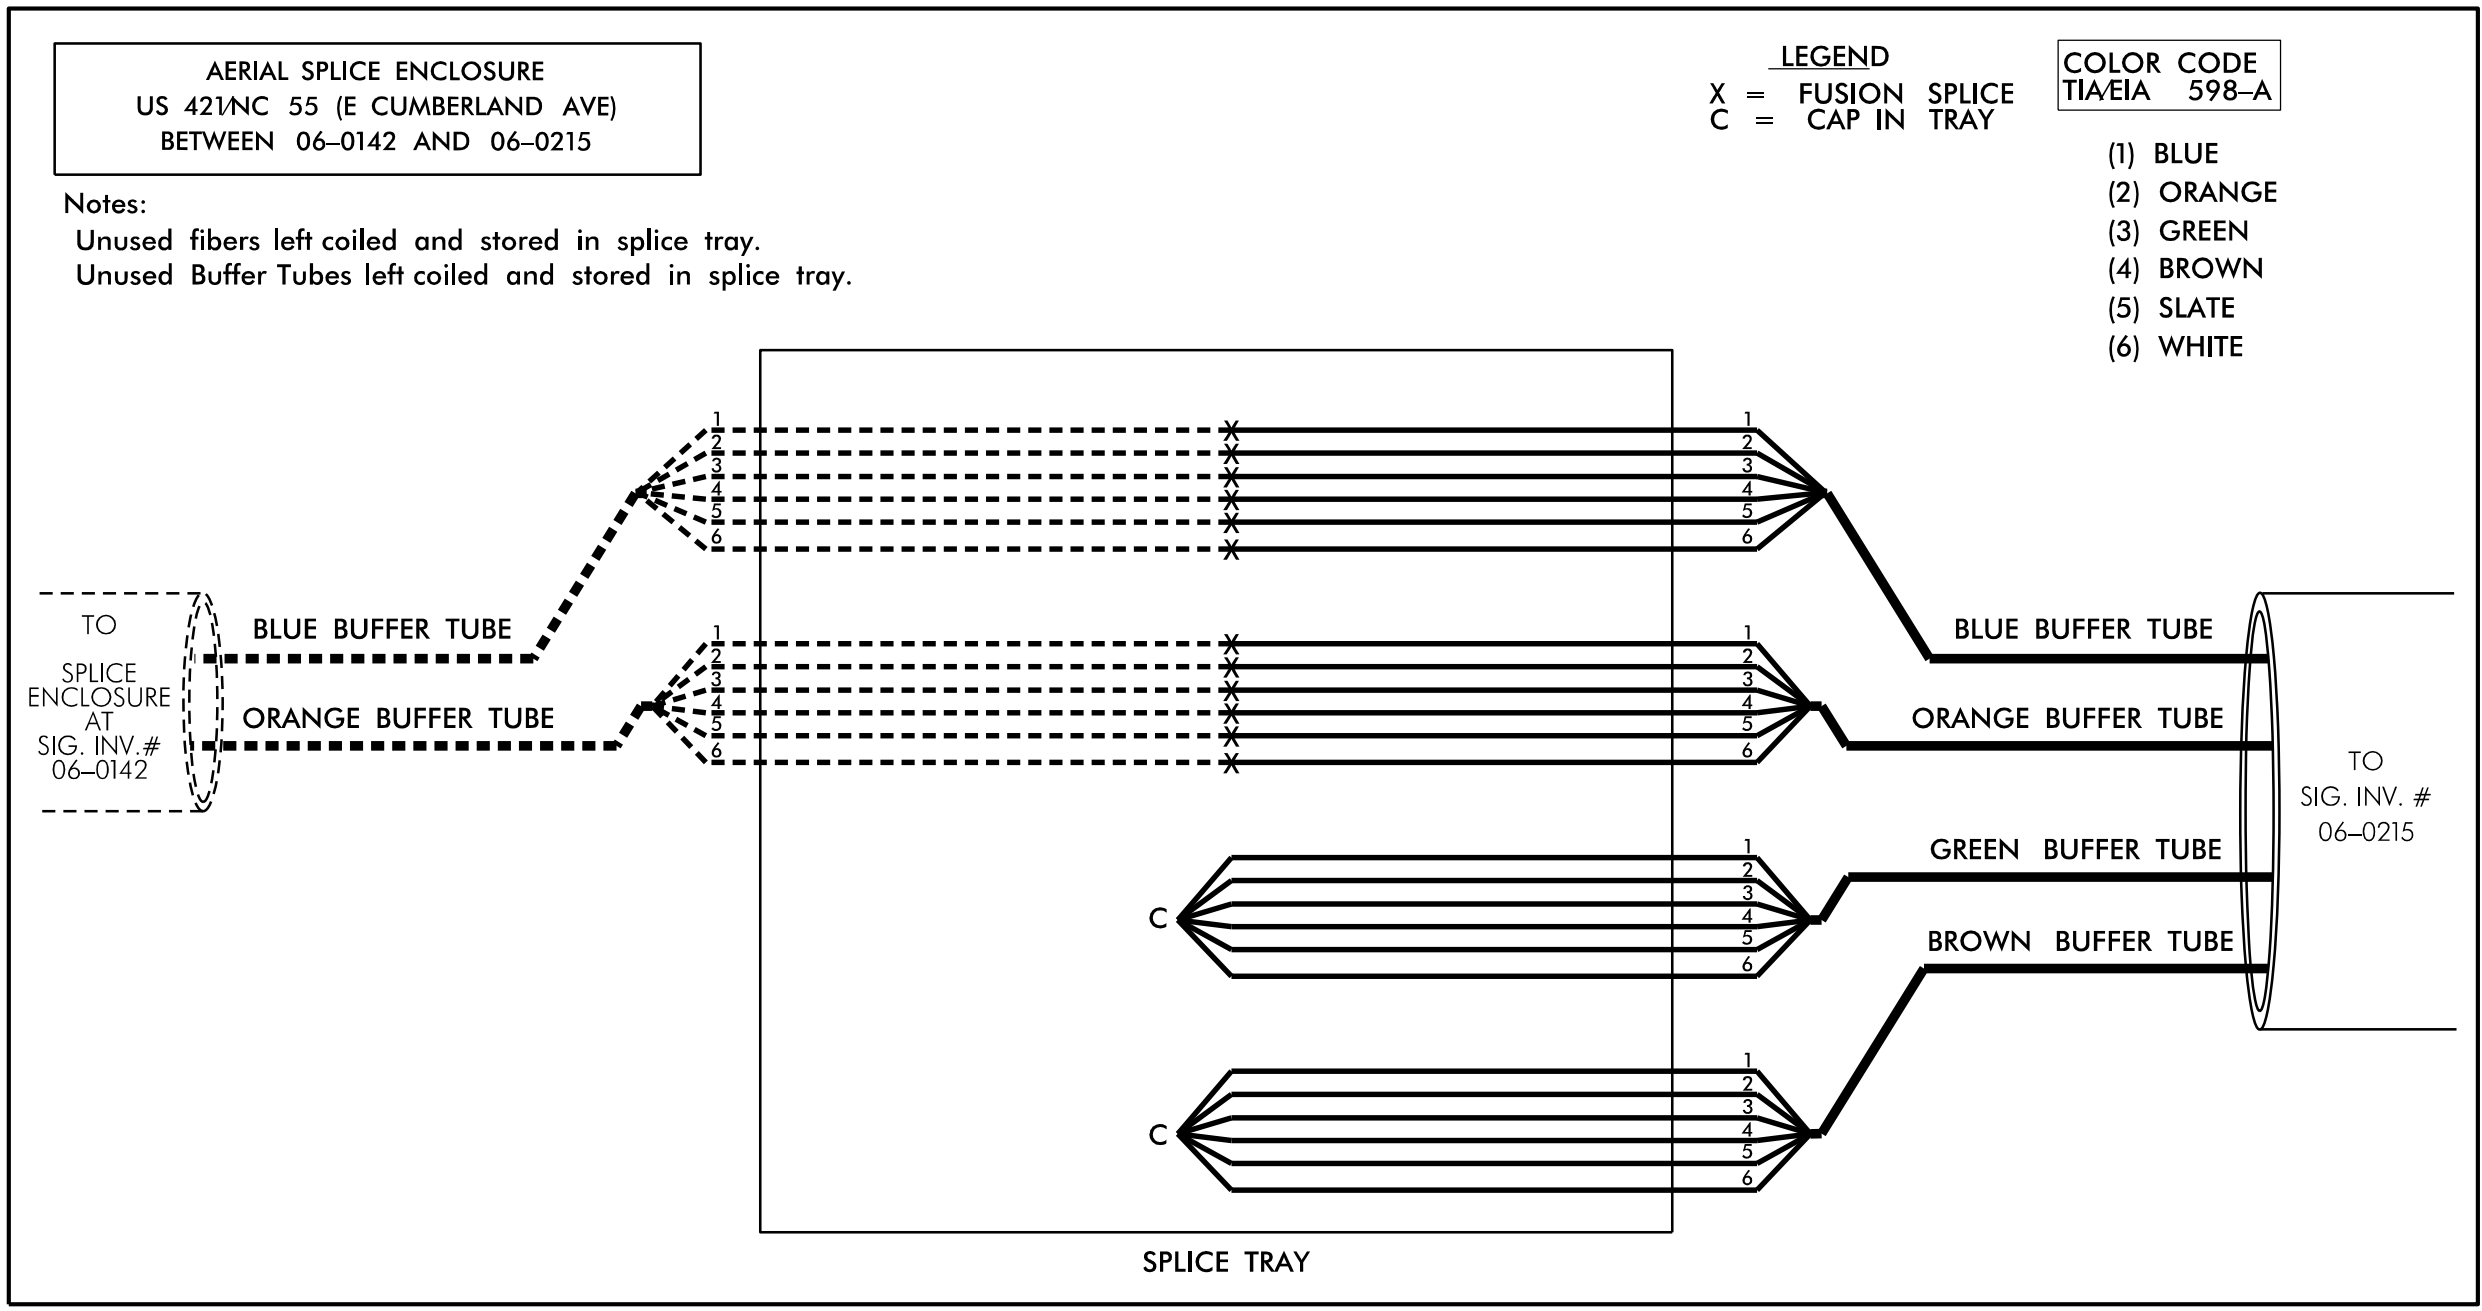 AERIAL SPLICE ENCLOSURE
US 421/NC 55 (E CUMBERLAND AVE)
BETWEEN 06–0142 AND 06–0215
Notes:
Unused fibers left coiled and stored in splice tray.
Unused Buffer Tubes left coiled and stored in splice tray.
LEGEND
X = FUSION SPLICE
C = CAP IN TRAY
COLOR CODE
TIA/EIA 598–A
(1) BLUE
(2) ORANGE
(3) GREEN
(4) BROWN
(5) SLATE
(6) WHITE
TO
SPLICE
ENCLOSURE
AT
SIG. INV.#
06–0142
BLUE BUFFER TUBE
ORANGE BUFFER TUBE
1
2
3
4
5
6
1
2
3
4
5
6
X
X
X
X
X
X
X
X
X
X
X
X
C
C
1
2
3
4
5
6
1
2
3
4
5
6
1
2
3
4
5
6
1
2
3
4
5
6
BLUE BUFFER TUBE
ORANGE BUFFER TUBE
GREEN BUFFER TUBE
BROWN BUFFER TUBE
TO
SIG. INV. #
06–0215
SPLICE TRAY